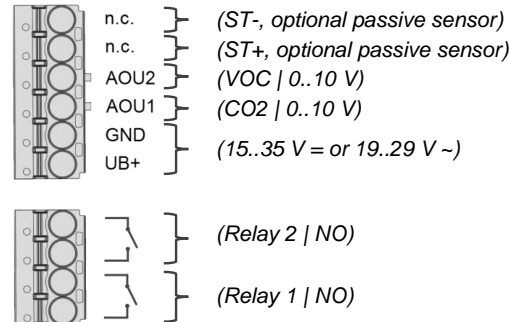 n.c. (ST-, optional passive sensor)
n.c. (ST+, optional passive sensor)
AOU2 (VOC | 0..10 V)
AOU1 (CO2 | 0..10 V)
GND
(15..35 V = or 19..29 V ~)
UB+
(Relay 2 | NO)
(Relay 1 | NO)